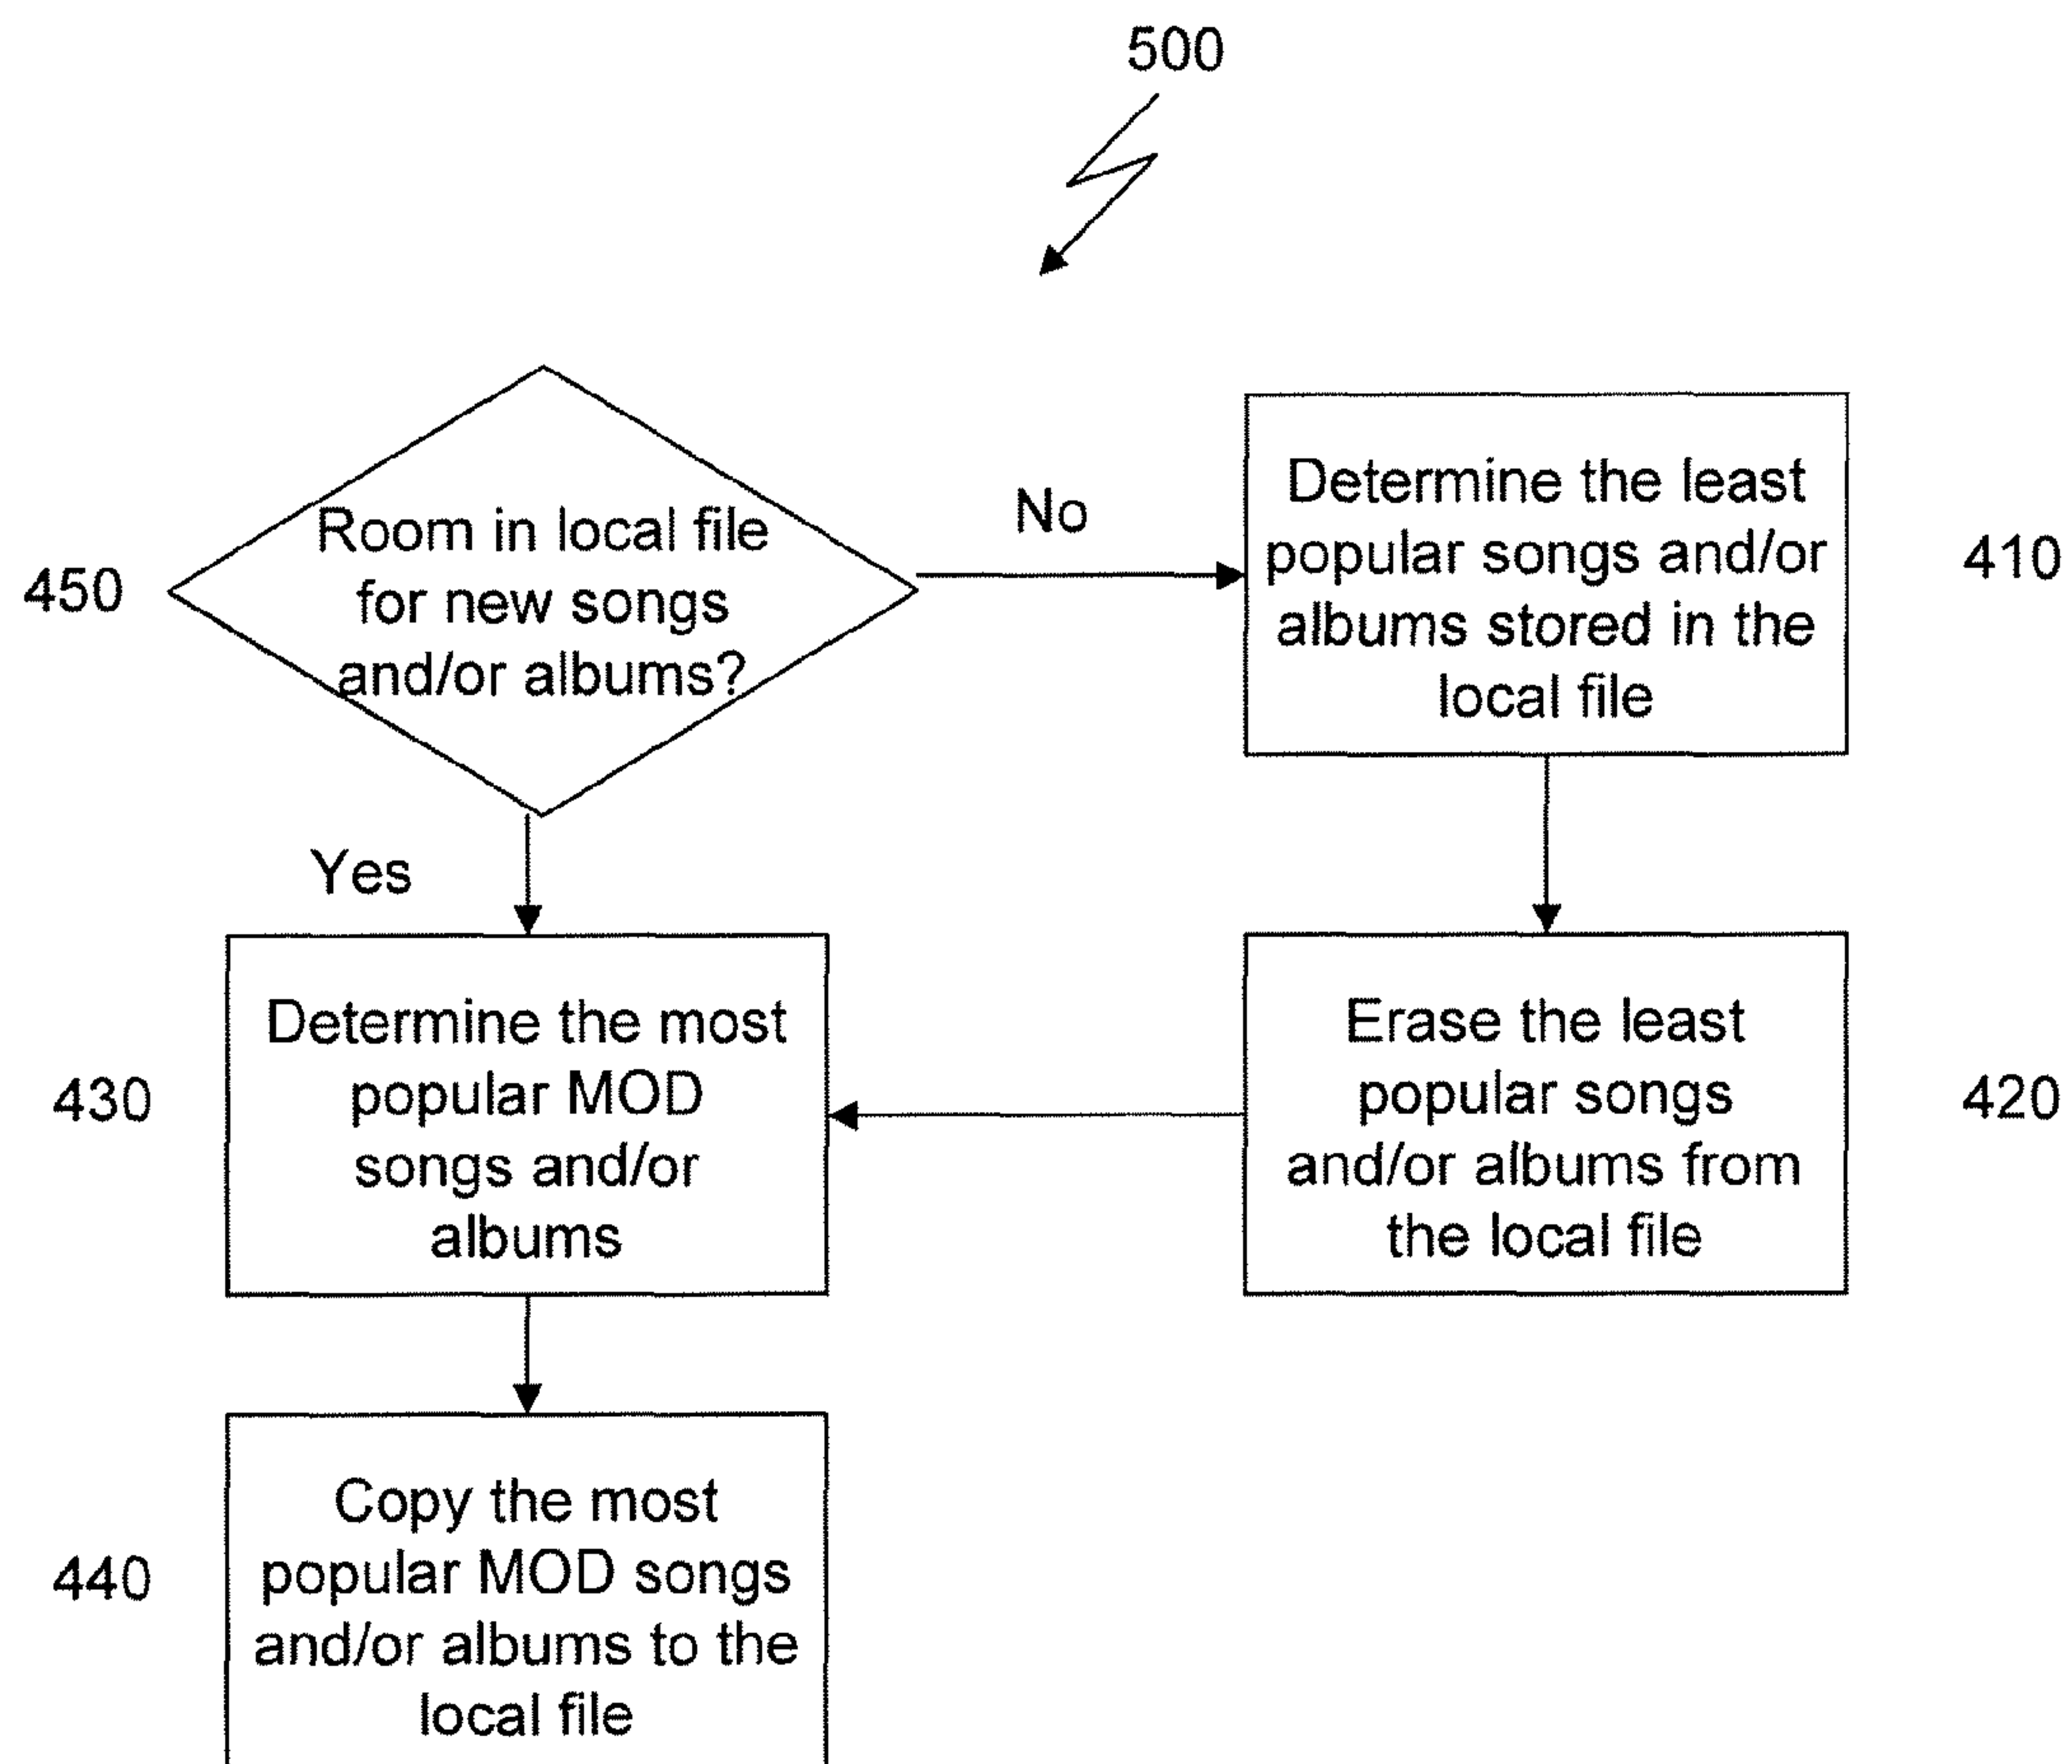 500
450
Room in local file
for new songs
and/or albums?
No
Determine the least
popular songs and/or
albums stored in the
local file
410
Yes
430
Determine the most
popular MOD
songs and/or
albums
Erase the least
popular songs
and/or albums from
the local file
420
440
Copy the most
popular MOD songs
and/or albums to the
local file